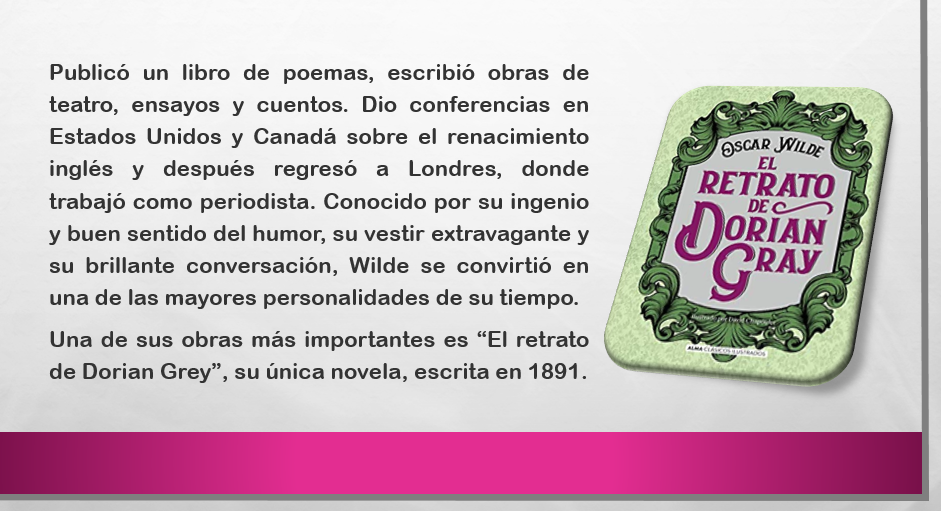 Publicó un libro de poemas, escribió obras de
teatro, ensayos y cuentos. Dio conferencias en
Estados Unidos y Canadá sobre el renacimiento
inglés y después regresó a Londres, donde
trabajó como periodista. Conocido por su ingenio
y buen sentido del humor, su vestir extravagante y
su brillante conversación, Wilde se convirtió en
una de las mayores personalidades de su tiempo.
Una de sus obras más importantes es “El retrato
de Dorian Grey”, su única novela, escrita en 1891.
OSCAR WILDE
EL
RETRATO
DE
DORIAN
GRAY
Ilustrado por David
ALMA CLÁSICOS ILUSTRADOS